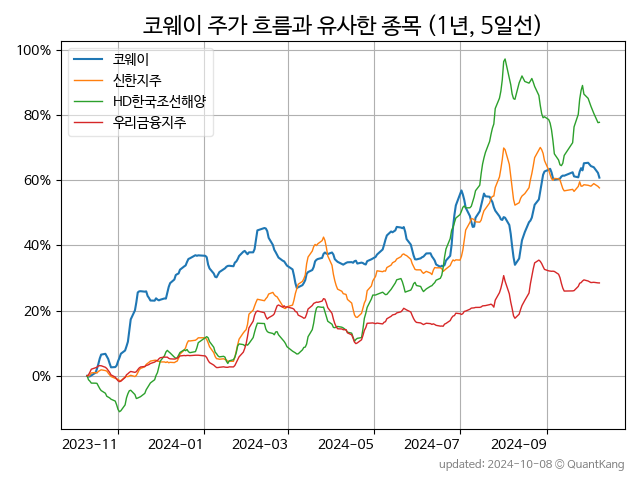 코웨이 주가 흐름과 유사한 종목 (1년, 5일선)
100%
80%
60%
40%
20%
0%
코웨이
신한지주
HD한국조선해양
우리금융지주
2023-11
2024-01
2024-03
2024-05
2024-07
2024-09
updated: 2024-10-08 © QuantKang